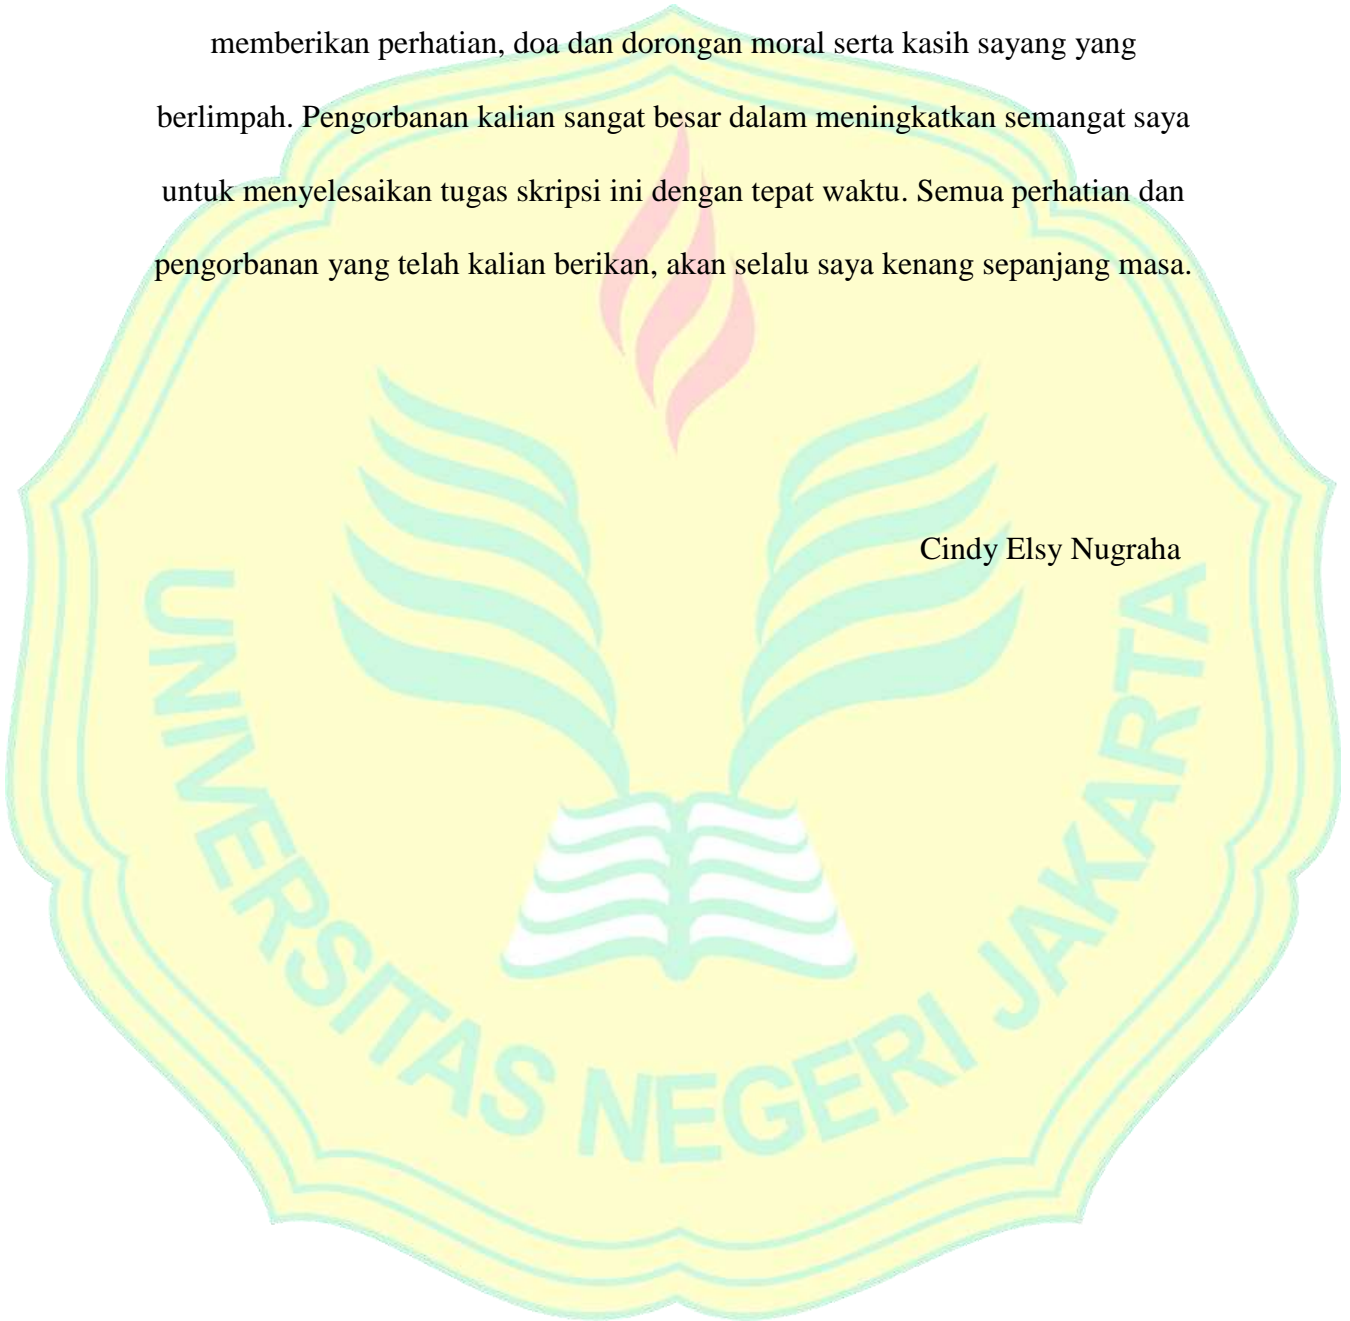 memberikan perhatian, doa dan dorongan moral serta kasih sayang yang
berlimpah. Pengorbanan kalian sangat besar dalam meningkatkan semangat saya
untuk menyelesaikan tugas skripsi ini dengan tepat waktu. Semua perhatian dan
pengorbanan yang telah kalian berikan, akan selalu saya kenang sepanjang masa.
Cindy Elsy Nugraha
UNIVERSITAS NEGERI JAKARTA